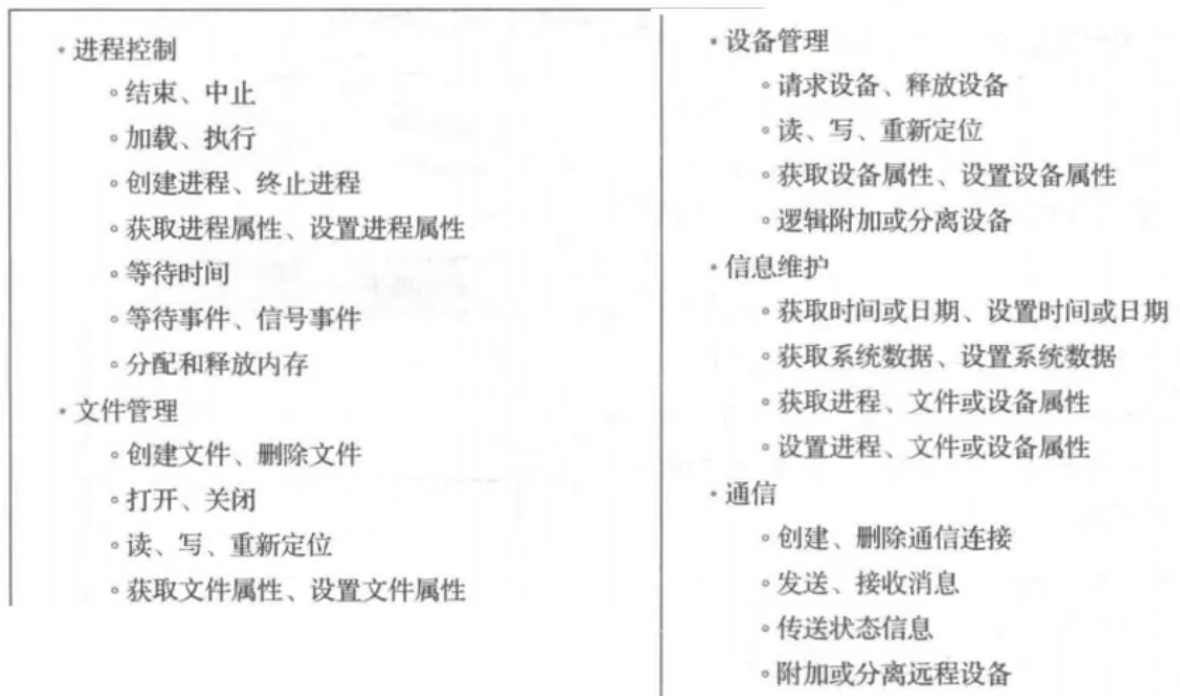 ·进程控制
◦结束、中止
◦加载、执行
◦创建进程、终止进程
◦获取进程属性、设置进程属性
◦等待时间
◦等待事件、信号事件
◦分配和释放内存
·文件管理
◦创建文件、删除文件
◦打开、关闭
◦读、写、重新定位
◦获取文件属性、设置文件属性
·设备管理
◦请求设备、释放设备
◦读、写、重新定位
◦获取设备属性、设置设备属性
◦逻辑附加或分离设备
·信息维护
◦获取时间或日期、设置时间或日期
◦获取系统数据、设置系统数据
◦获取进程、文件或设备属性
◦设置进程、文件或设备属性
·通信
◦创建、删除通信连接
◦发送、接收消息
◦传送状态信息
◦附加或分离远程设备